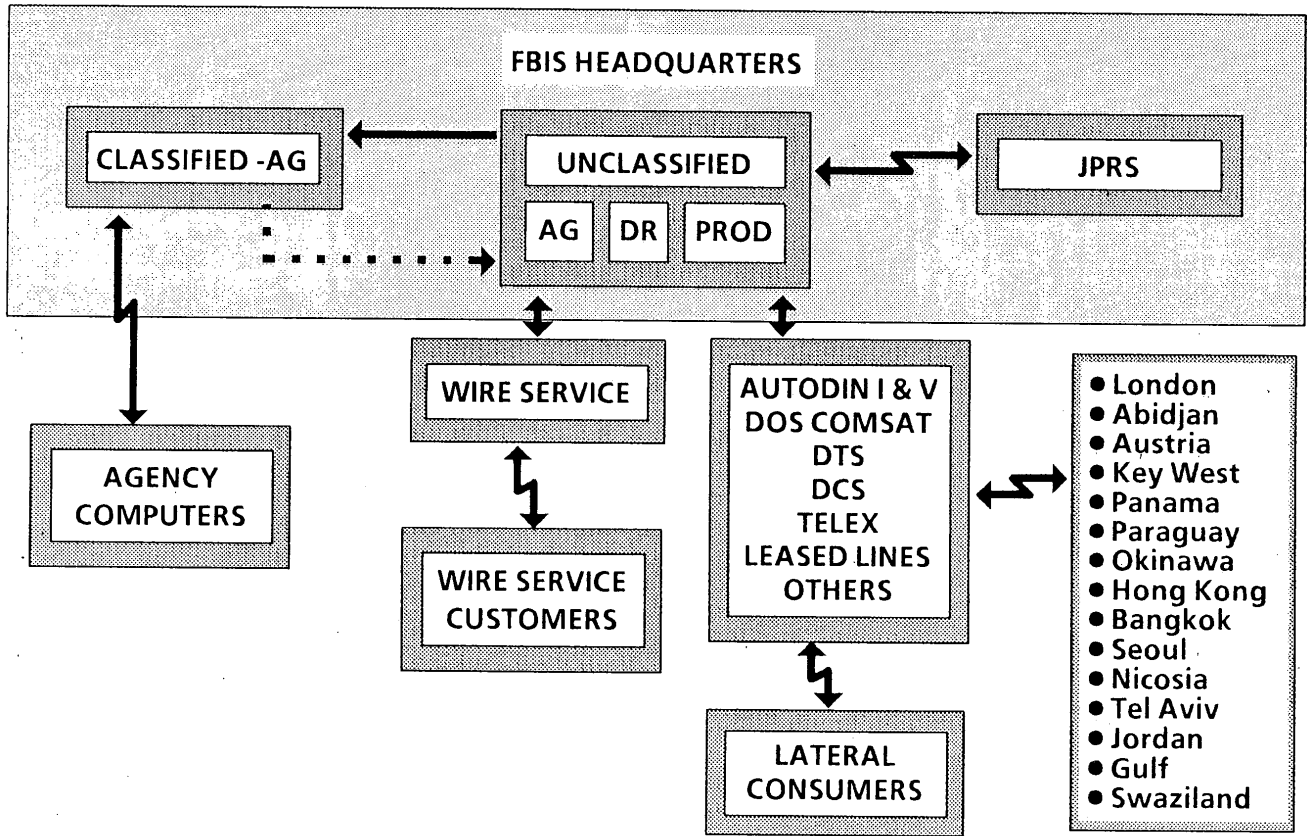 FBIS HEADQUARTERS
CLASSIFIED -AG
UNCLASSIFIED
AG
DR
PROD
JPRS
WIRE SERVICE
AGENCY
COMPUTERS
WIRE SERVICE
CUSTOMERS
AUTODIN I & V
DOS COMSAT
DTS
DCS
TELEX
LEASED LINES
OTHERS
LATERAL
CONSUMERS
● London
● Abidjan
● Austria
● Key West
● Panama
● Paraguay
● Okinawa
● Hong Kong
● Bangkok
● Seoul
● Nicosia
● Tel Aviv
● Jordan
● Gulf
● Swaziland